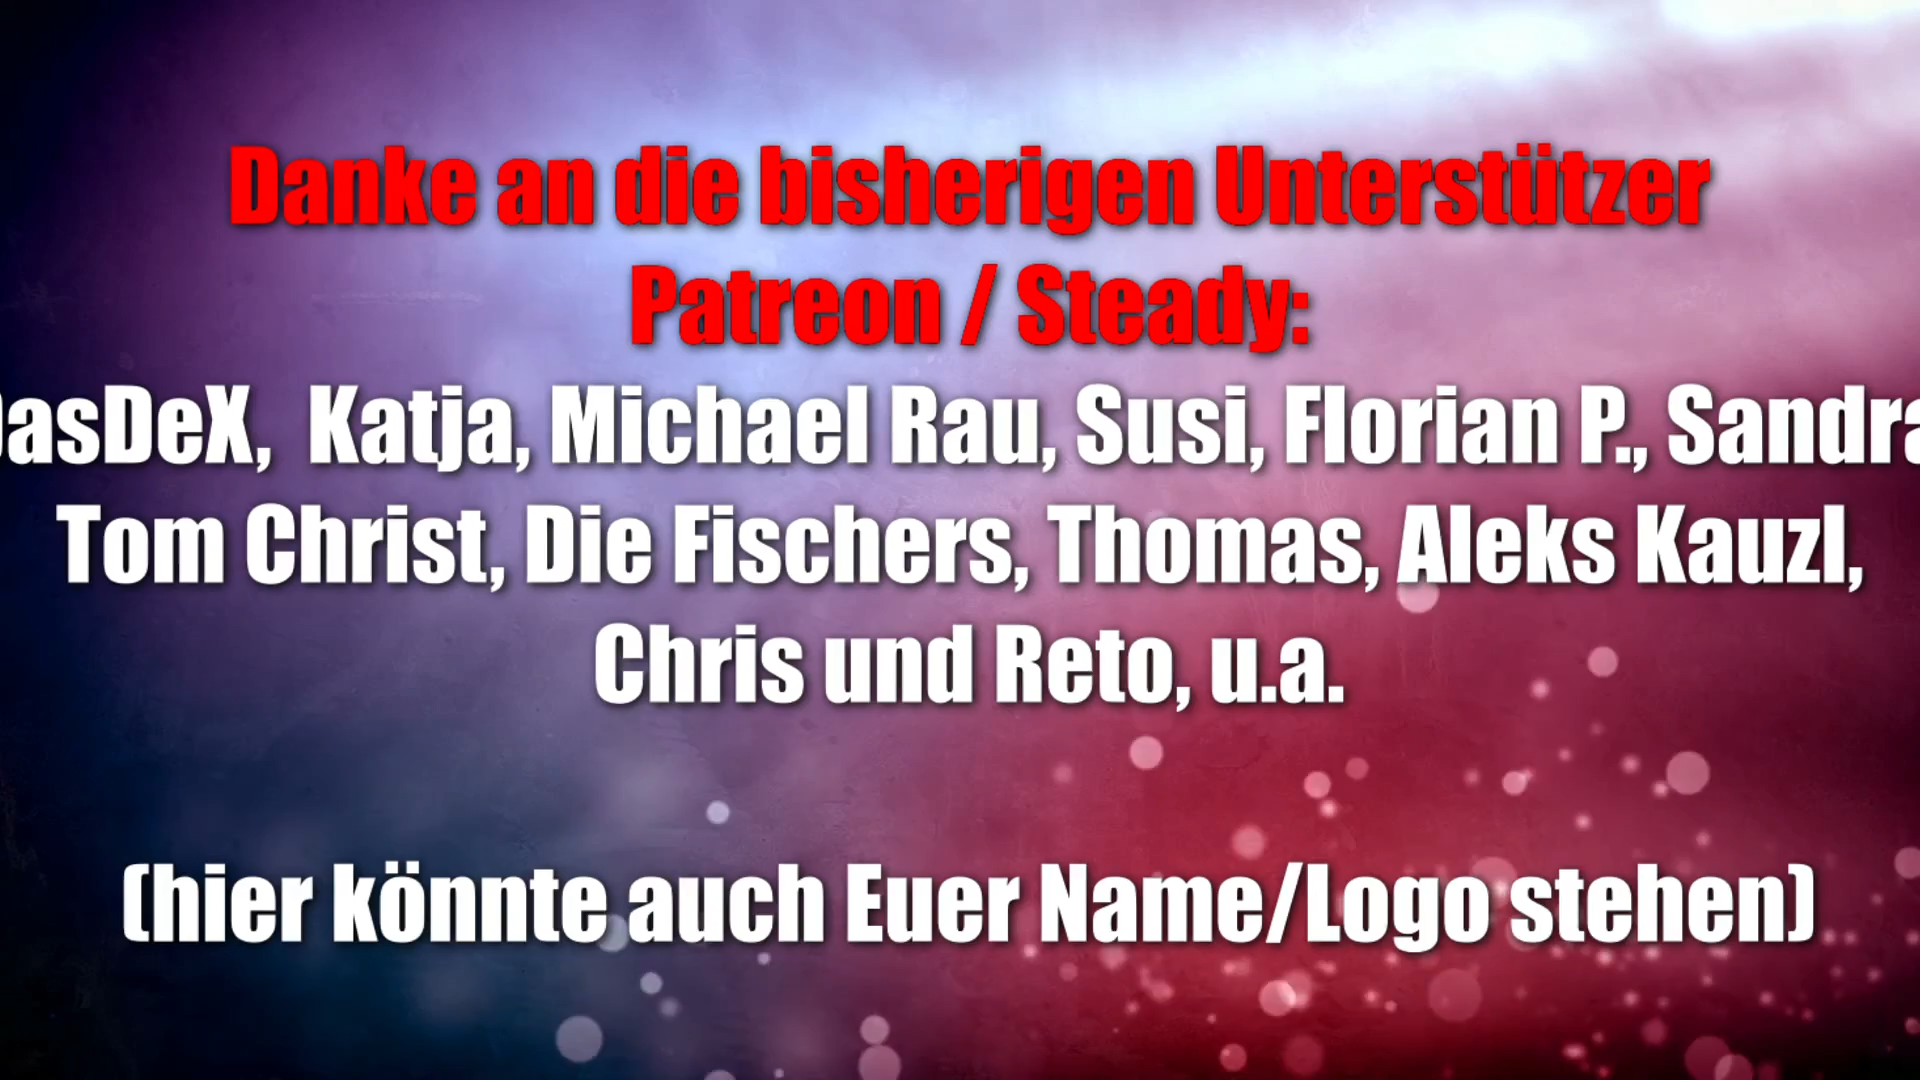 Danke an die bisherigen Unterstützer
Patreon / Steady:
DasDeX, Katja, Michael Rau, Susi, Florian P., Sandra
Tom Christ, Die Fischers, Thomas, Aleks Kauzl,
Chris und Reto, u.a.
(hier könnte auch Euer Name/Logo stehen)